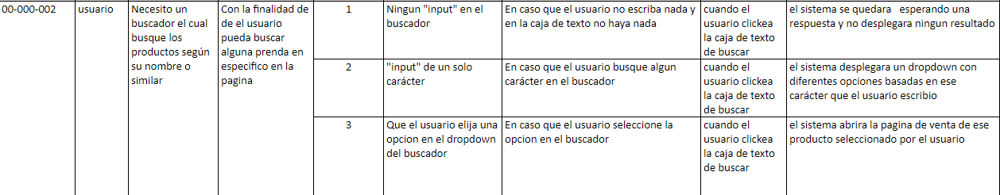 00-000-002
usuario
Necesito un
buscador el cual
busque los
productos según
su nombre o
similar
Con la finalidad de
de el usuario
pueda buscar
alguna prenda en
especifico en la
pagina
1
Ningun "input" en el
buscador
En caso que el usuario no escriba nada y
en la caja de texto no haya nada
cuando el
usuario clickea
la caja de texto
de buscar
el sistema se quedara esperando una
respuesta y no desplegara ningun resultado
2
"input" de un solo
carácter
En caso que el usuario busque algun
carácter en el buscador
cuando el
usuario clickea
la caja de texto
de buscar
el sistema desplegara un dropdown con
diferentes opciones basadas en ese
carácter que el usuario escribio
3
Que el usuario elija una
opcion en el dropdown
del buscador
En caso que el usuario seleccione la
opcion en el buscador
cuando el
usuario clickea
la caja de texto
de buscar
el sistema abrira la pagina de venta de ese
producto seleccionado por el usuario